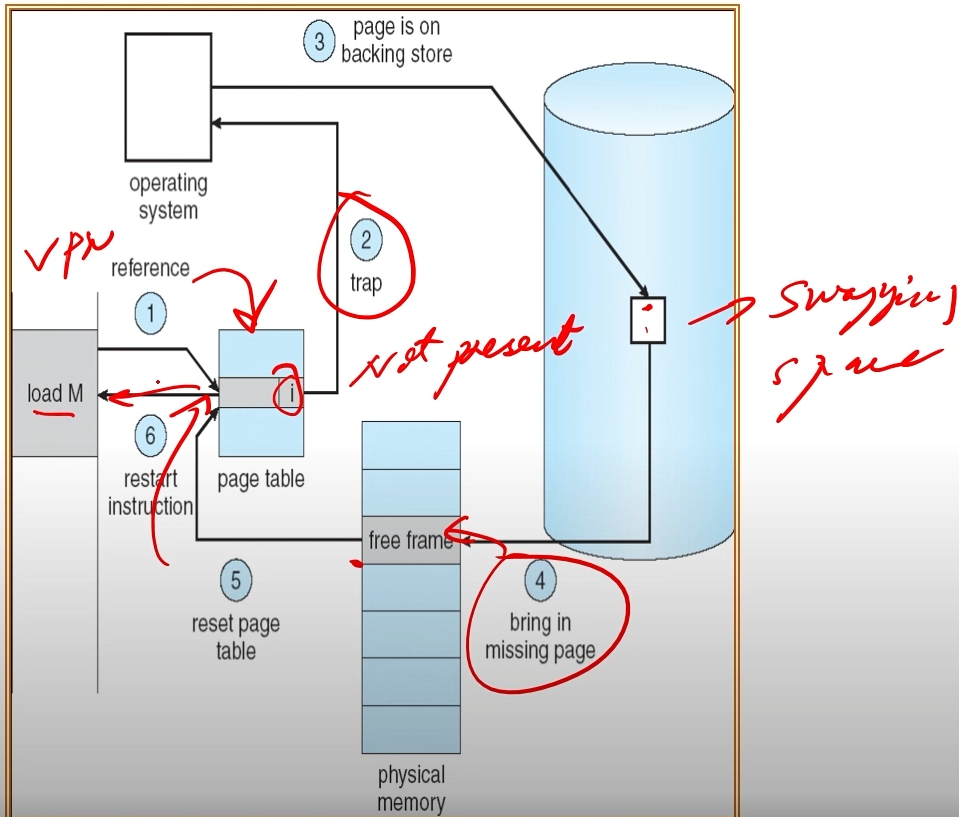 3
page is on
backing store
operating
system
VPN
reference
2
trap
1
Not present
i
swapping
space
load M
i
6
restart
instruction
page table
free frame
5
reset page
table
4
bring in
missing page
physical
memory